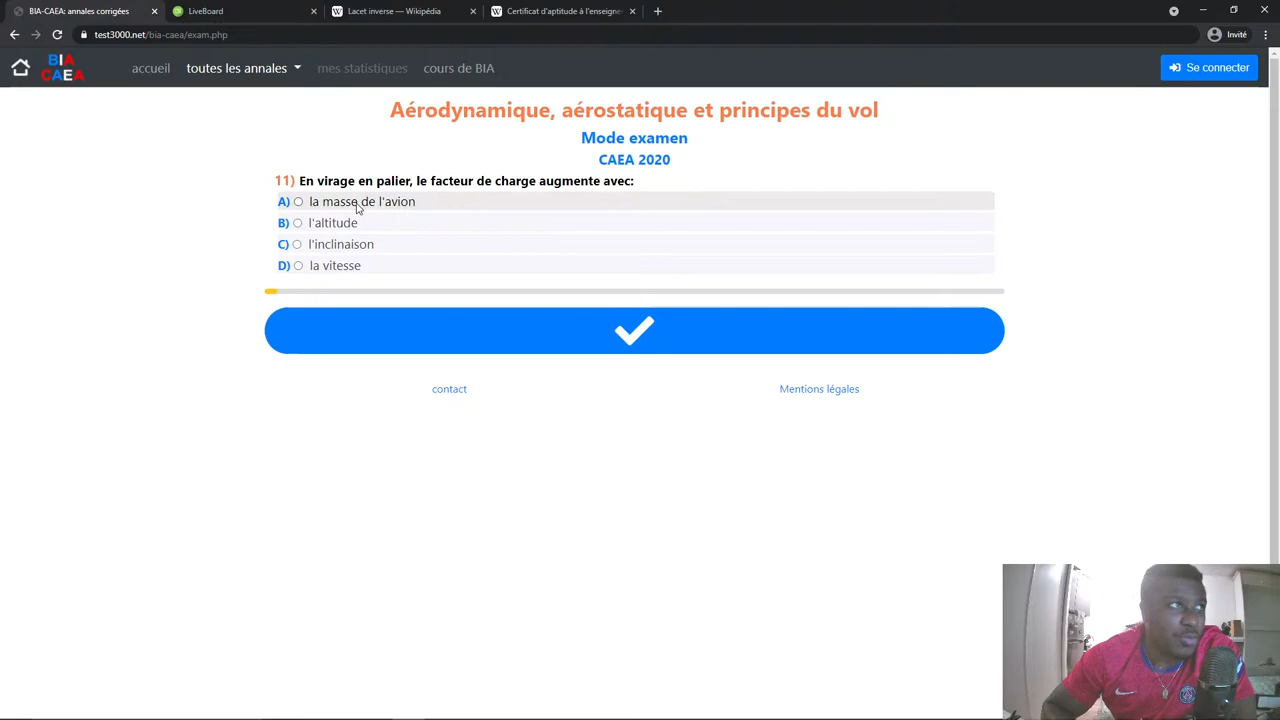 BIA-CAEA: annales corrigées
LiveBoard
Lacet inverse — Wikipédia
Certificat d'aptitude à l'enseigne
test3000.net/bia-caea/exam.php
Invité
BIA
CAEA
accueil
toutes les annales
mes statistiques
cours de BIA
Se connecter
Aérodynamique, aérostatique et principes du vol
Mode examen
CAEA 2020
11) En virage en palier, le facteur de charge augmente avec:
A) la masse de l'avion
B) l'altitude
C) l'inclinaison
D) la vitesse
contact
Mentions légales